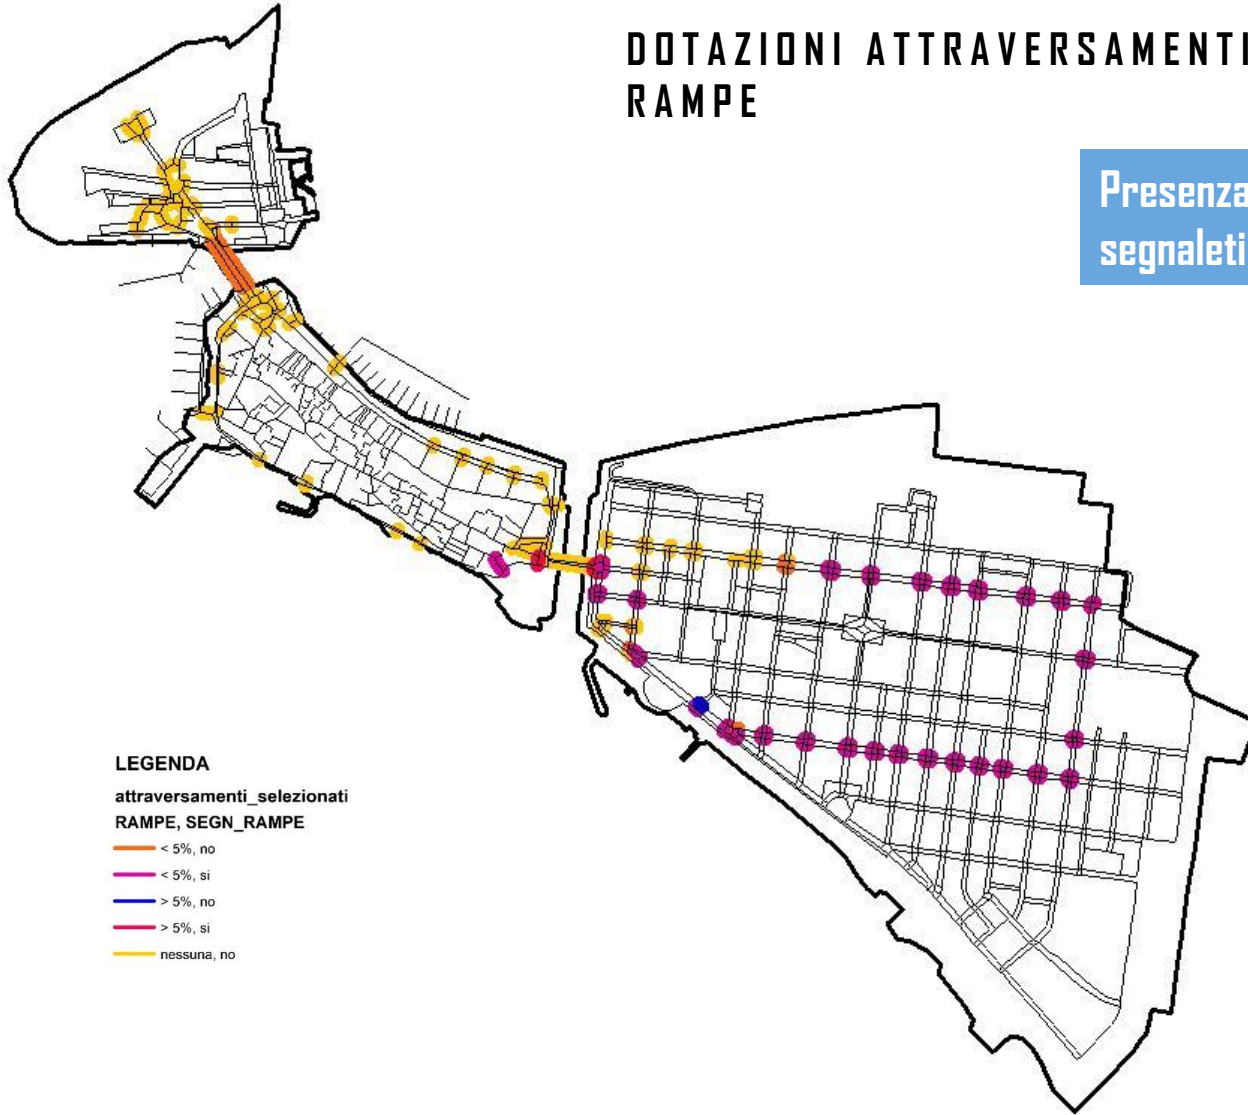 DOTAZIONI ATTRAVERSAMENTI
RAMPE
Presenza
segnaleti
LEGENDA
attraversamenti_selezionati
RAMPE, SEGN_RAMPE
< 5%, no
< 5%, si
> 5%, no
> 5%, si
nessuna, no